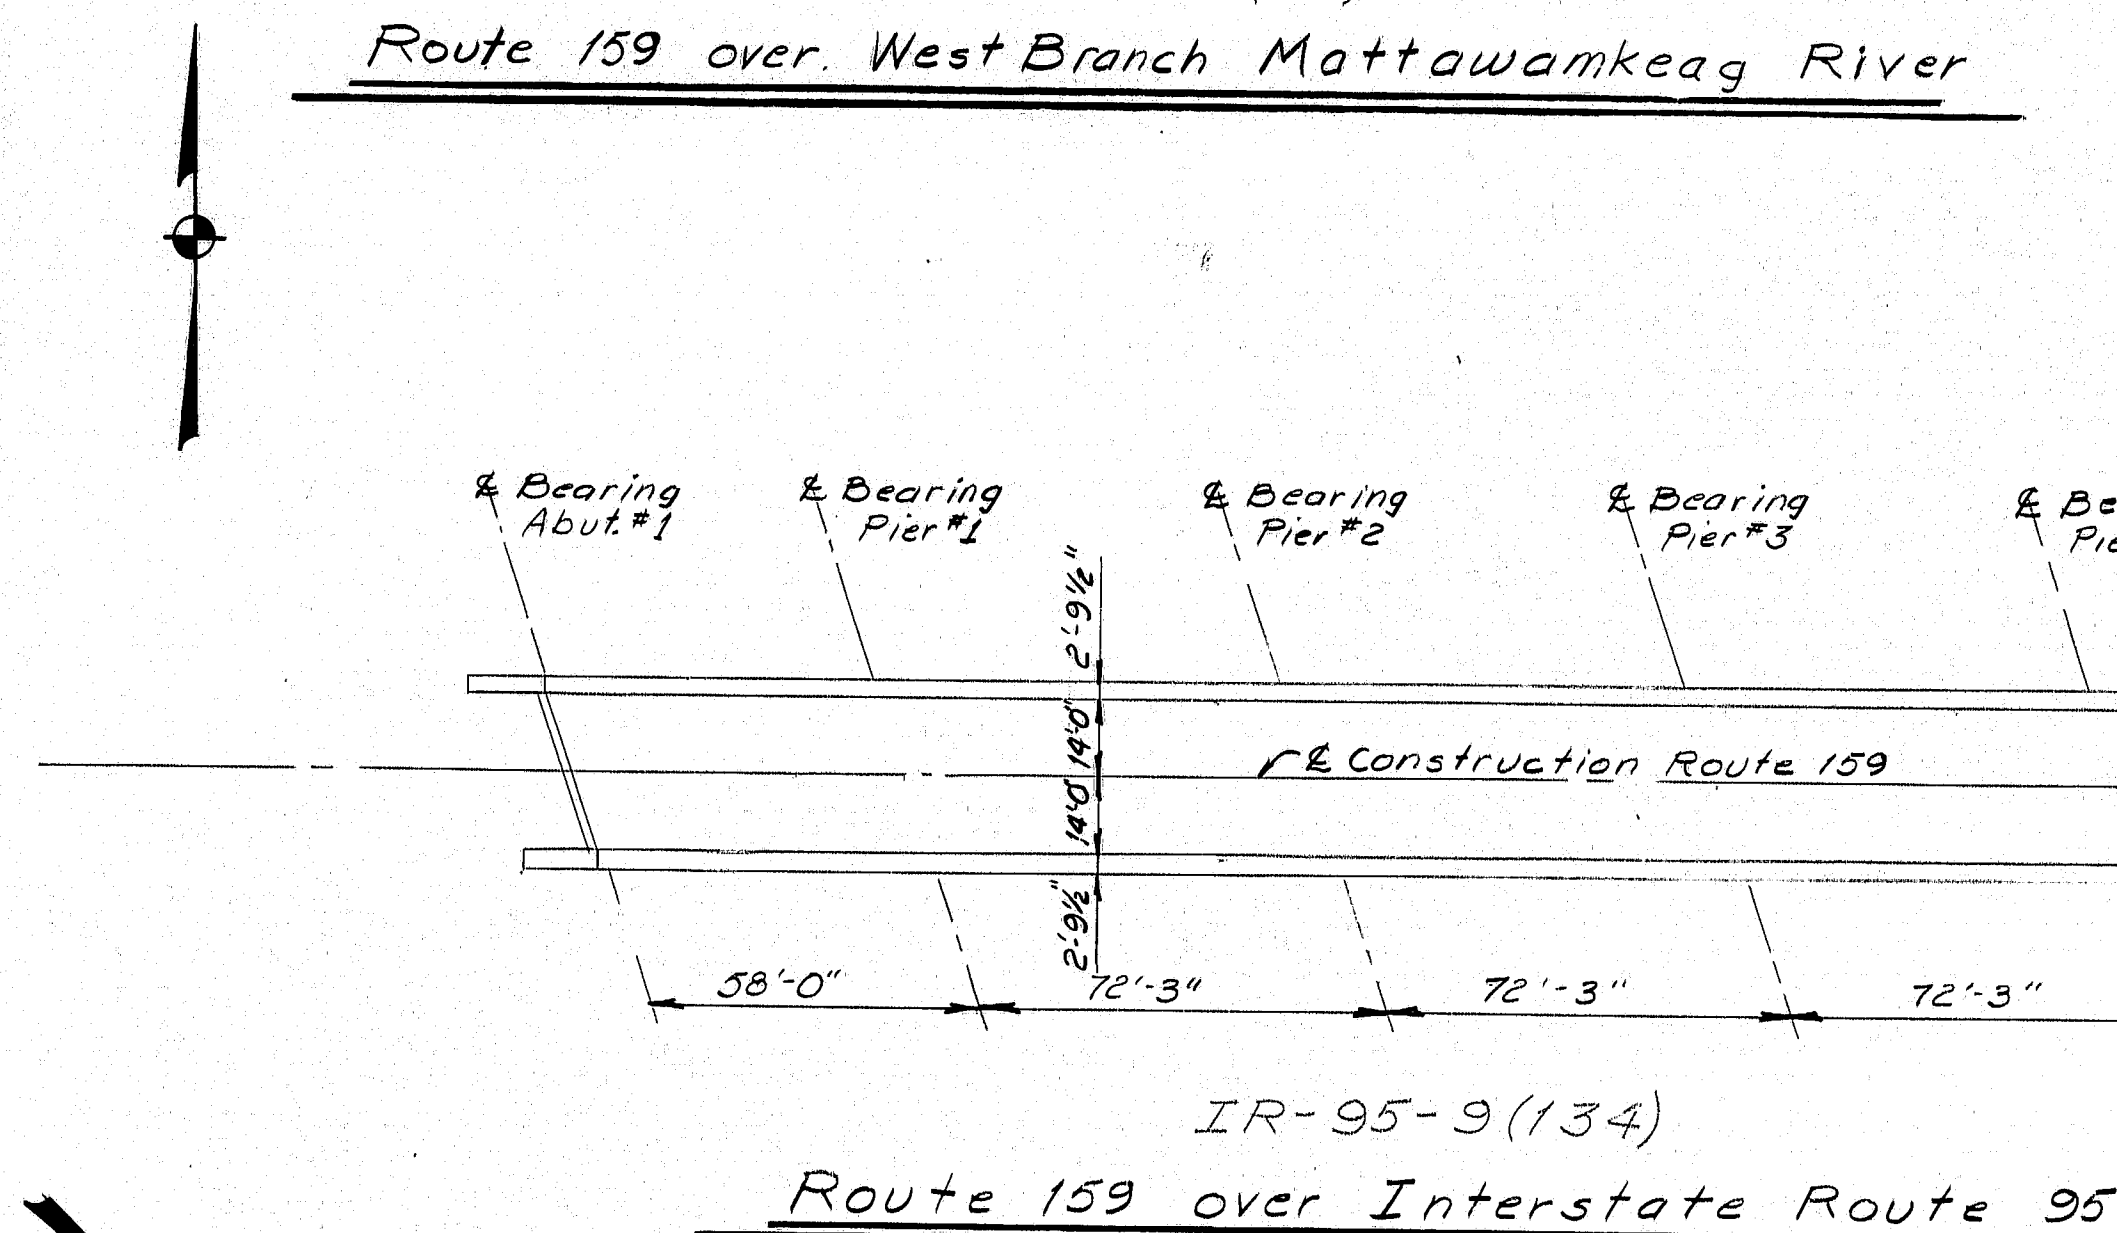 Route 159 over West Branch Mattawamkeag River
℄ Bearing
Abut. #1
℄ Bearing
Pier #1
℄ Bearing
Pier #2
℄ Bearing
Pier #3
℄ Be
Pie
2'-9½"
14'-0"
℄ Construction Route 159
14'-0"
2'-9½"
58'-0"
72'-3"
72'-3"
72'-3"
IR-95-9(134)
Route 159 over Interstate Route 95